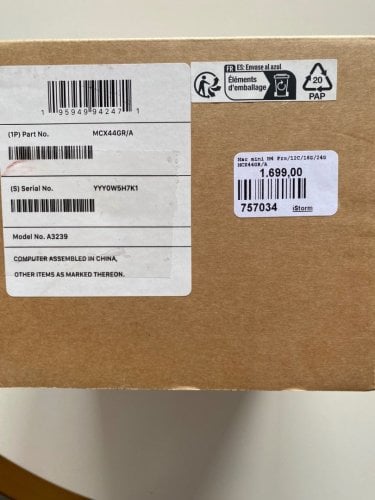 1 95949 94247 1
(1P) Part No. MCX44GR/A
(S) Serial No. YYY0W5H7K1
Model No. A3239
COMPUTER ASSEMBLED IN CHINA,
OTHER ITEMS AS MARKED THEREON.
FR ES: Envase al azul
Éléments
d'emballage
20
PAP
Mac mini M4 Pro/12C/16G/24G
MCX44GR/A
1.699,00
757034 iStorm